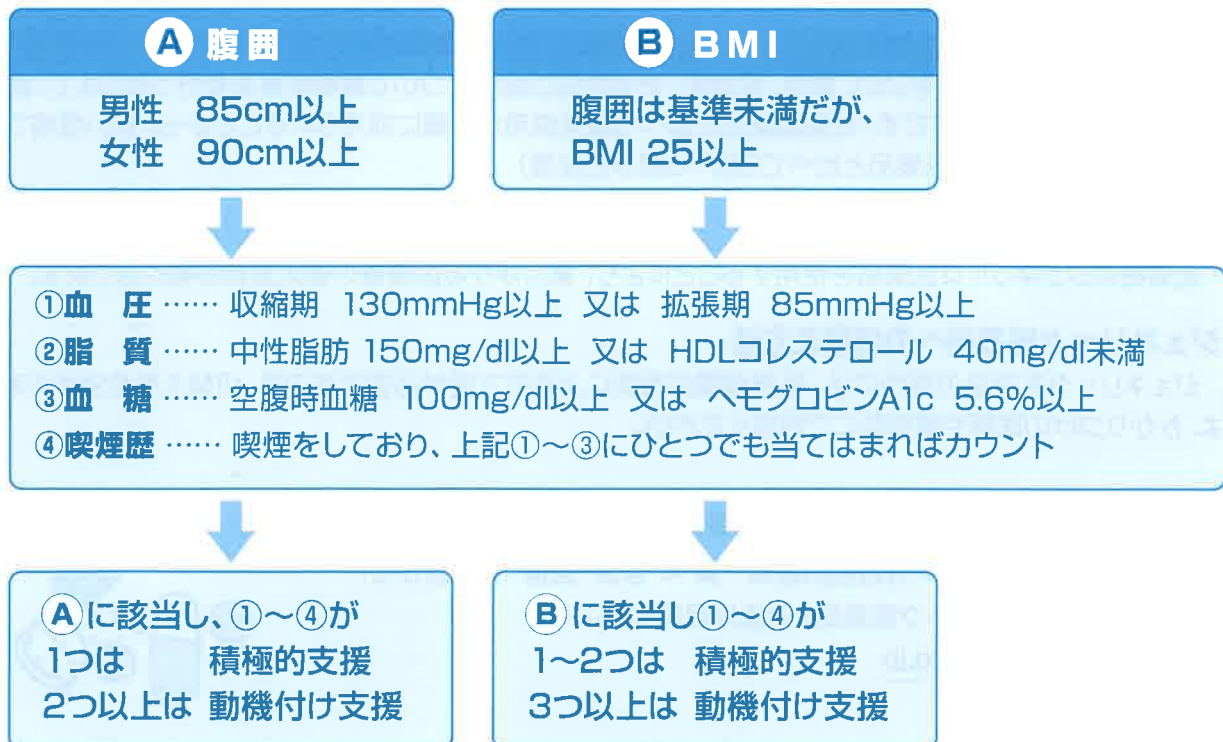 A 腹囲
男性 85cm以上
女性 90cm以上
B BMI
腹囲は基準未満だが、
BMI 25以上
①血 圧 …… 収縮期 130mmHg以上 又は 拡張期 85mmHg以上
②脂 質 …… 中性脂肪 150mg/dl以上 又は HDLコレステロール 40mg/dl未満
③血 糖 …… 空腹時血糖 100mg/dl以上 又は ヘモグロビンA1c 5.6%以上
④喫煙歴 …… 喫煙をしており、上記①~③にひとつでも当てはまればカウント
Aに該当し、①~④が
1つは 積極的支援
2つ以上は 動機付け支援
Bに該当し①~④が
1~2つは 積極的支援
3つ以上は 動機付け支援